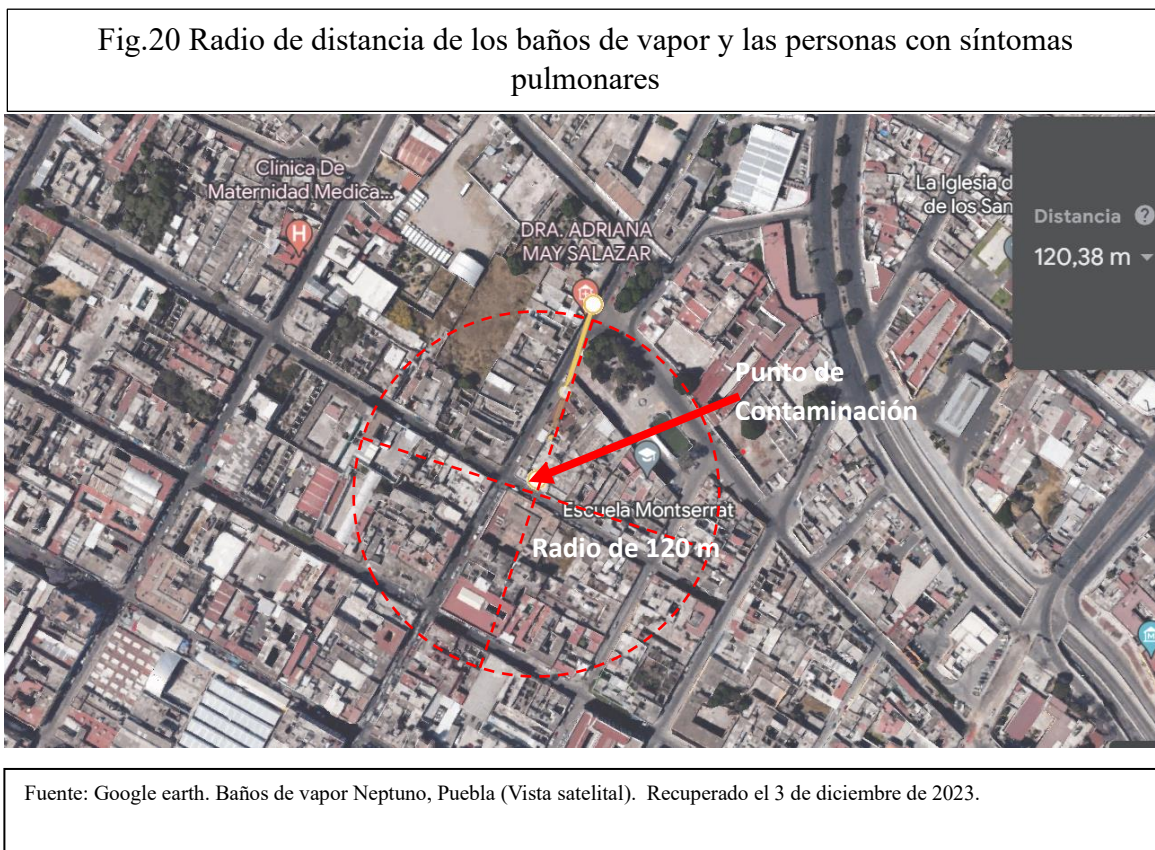 Fig.20 Radio de distancia de los baños de vapor y las personas con síntomas
pulmonares
Clínica De
Maternidad Medica...
H
DRA. ADRIANA
MAY SALAZAR
La Iglesia d
de los San
Distancia ?
120,38 m
Punto de
Contaminación
Escuela Montserrat
Radio de 120 m
M
Fuente: Google earth. Baños de vapor Neptuno, Puebla (Vista satelital). Recuperado el 3 de diciembre de 2023.